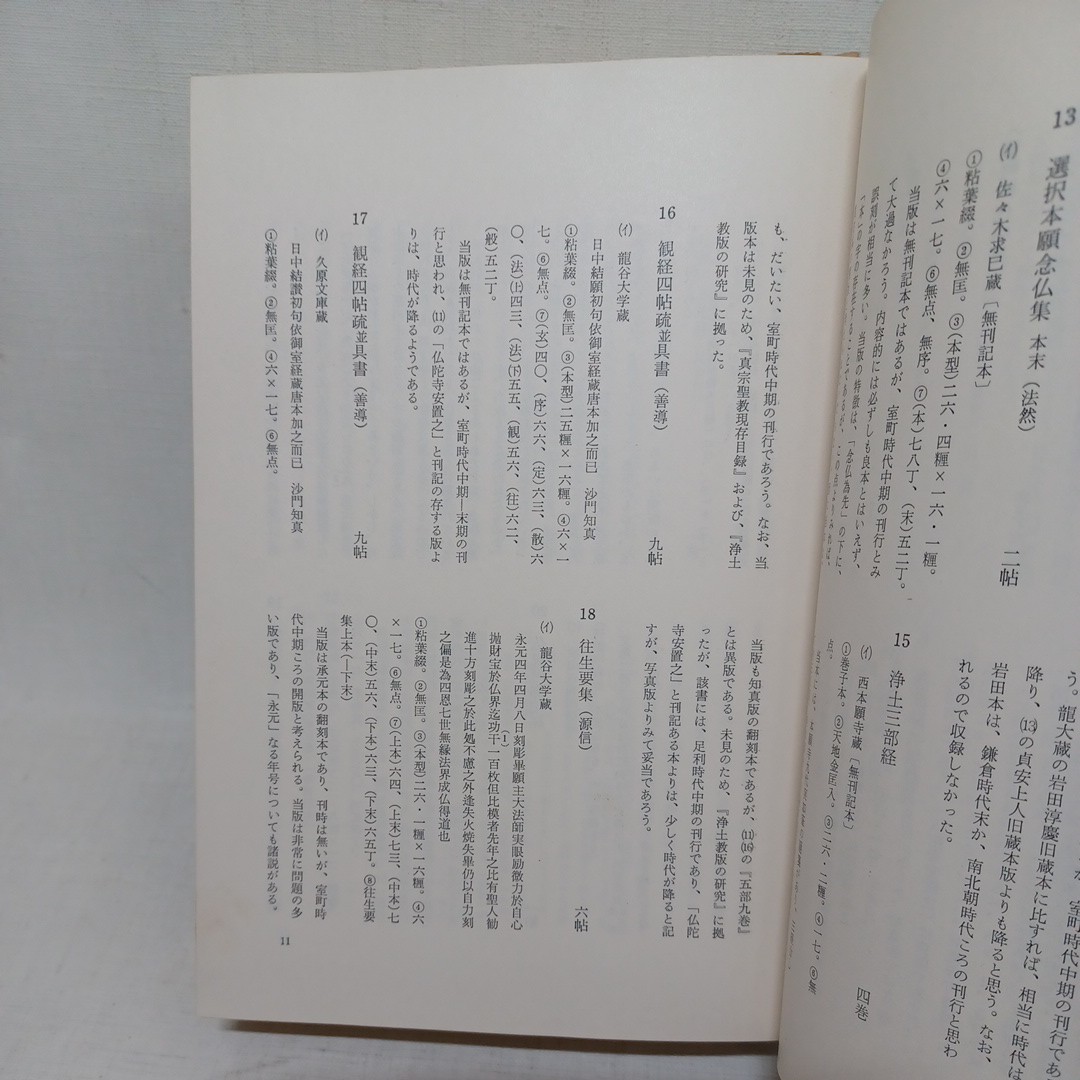 13 選択本願念仏集 本末(法然) 二帖
(イ) 佐々木求巳蔵〔無刊記本〕
①粘葉綴。②無匡。③(本型)二六・四糎×一六・一糎。
④六×一七。⑥無点、無序。⑦(本)七八丁、(末)五二丁。
当版は無刊記本ではあるが、室町時代中期の刊行とみ
て大過なかろう。内容的には必ずしも良本とはいえず、
誤刻が相当に多い。当版の特徴は、「念仏為先」の下に、
う。龍大蔵の岩田淳慶旧蔵本に比すれば、相当に時代は
降り、⒀の貞安上人旧蔵本版よりも降ると思う。なお、
岩田本は、鎌倉時代末か、南北朝時代ころの刊行と思わ
れるので収録しなかった。
15 浄土三部経 四巻
(イ) 西本願寺蔵〔無刊記本〕
①巻子本。②天地金匡入。③二六・二糎。④一七。⑥無
点。
も、だいたい、室町時代中期の刊行であろう。なお、当
版本は未見のため、『真宗聖教現存目録』および、『浄土
教版の研究』に拠った。
16 観経四帖疏並具書(善導) 九帖
(イ) 龍谷大学蔵
日中結願初句依御室経蔵唐本加之而已 沙門知真
①粘葉綴。②無匡。③(本型)二五糎×一六糎。④六×一
七。⑥無点。⑦(玄)四〇、(序)六六、(定)六三、(散)六
〇、(法)(上)四三、(法)(下)五五、(観)五六、(往)六二、
(般)五二丁。
当版は無刊記本ではあるが、室町時代中期—末期の刊
行と思われ、⑾の「仏陀寺安置之」と刊記の存する版よ
りは、時代が降るようである。
17 観経四帖疏並具書(善導) 九帖
(イ) 久原文庫蔵
日中結讃初句依御室経蔵唐本加之而已 沙門知真
①粘葉綴。②無匡。④六×一七。⑥無点。
当版も知真版の翻刻本であるが、⑾⒃の『五部九巻』
とは異版である。未見のため、『浄土教版の研究』に拠
ったが、該書には、足利時代中期の刊行であり、「仏陀
寺安置之」と刊記ある本よりは、少しく時代が降ると記
すが、写真版よりみて妥当であろう。
18 往生要集(源信) 六帖
(イ) 龍谷大学蔵
永元四年四月八日刻彫畢願主大法師実眼励微力於自心
抛財宝於仏界迄功于一百枚但比模者先年之比有聖人勧(1)
進十方刻彫之於此処不慮之外逢失火焼失畢仍以自力刻
之偏是為四恩七世無縁法界成仏得道也
①粘葉綴。②無匡。③(本型)二六・一糎×一六糎。④六
×一七。⑥無点。⑦(上本)六四、(上末)七三、(中本)七
〇、(中末)五六、(下本)六三、(下末)六五丁。⑧往生要
集上本(—下末)
当版は承元本の翻刻本であり、刊時は無いが、室町時
代中期ころの開版と考えられる。当版は非常に問題の多
い版であり、「永元」なる年号についても諸説がある。
11